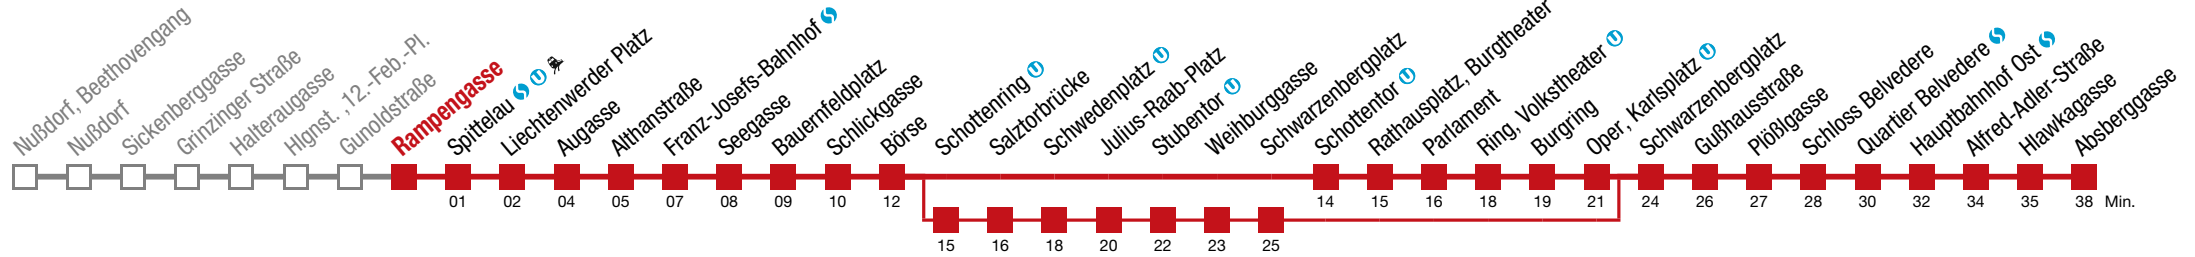 Nußdorf, Beethovengang
Nußdorf
Sickenberggasse
Grinzinger Straße
Halteraugasse
Hlgnst. , 12.-Feb.-Pl.
Gunoldstraße
Rampengasse
Spittelau S U
Liechtenwerder Platz
Augasse
Althanstraße
Franz-Josefs-Bahnhof S
Seegasse
Bauernfeldplatz
Schlickgasse
Börse
Schottenring U
Salztorbrücke
Schwedenplatz U
Julius-Raab-Platz
Stubentor U
Weihburggasse
Schwarzenbergplatz
Schottentor U
Rathausplatz, Burgtheater
Parlament
Ring, Volkstheater U
Burgring
Oper, Karlsplatz U
Schwarzenbergplatz
Gußhausstraße
Plößlgasse
Schloss Belvedere
Quartier Belvedere S
Hauptbahnhof Ost S
Alfred-Adler-Straße
Hlawkagasse
Absberggasse
01 02 04 05 07 08 09 10 12 14 15 16 18 19 21 24 26 27 28 30 32 34 35 38 Min.
15 16 18 20 22 23 25